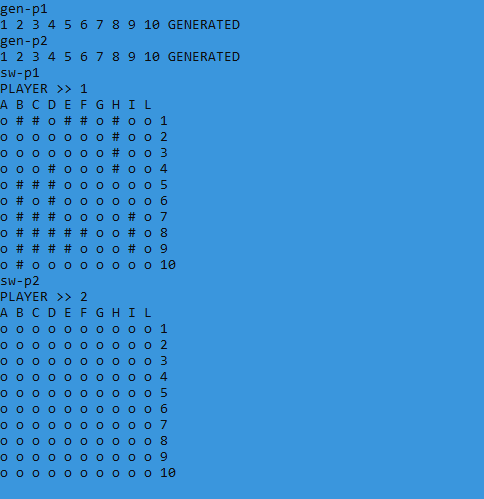 gen-p1
1 2 3 4 5 6 7 8 9 10 GENERATED
gen-p2
1 2 3 4 5 6 7 8 9 10 GENERATED
sw-p1
PLAYER >> 1
A B C D E F G H I L
o # # o # # o # o o 1
o o o o o o o # o o 2
o o o o o o o # o o 3
o o o # o o o # o o 4
o # # # o o o o o o 5
o # o # o o o o o o 6
o # # # o o o o # o 7
o # # # # # o o # o 8
o # # # # o o o # o 9
o # o o o o o o o o 10
sw-p2
PLAYER >> 2
A B C D E F G H I L
o o o o o o o o o o 1
o o o o o o o o o o 2
o o o o o o o o o o 3
o o o o o o o o o o 4
o o o o o o o o o o 5
o o o o o o o o o o 6
o o o o o o o o o o 7
o o o o o o o o o o 8
o o o o o o o o o o 9
o o o o o o o o o o 10